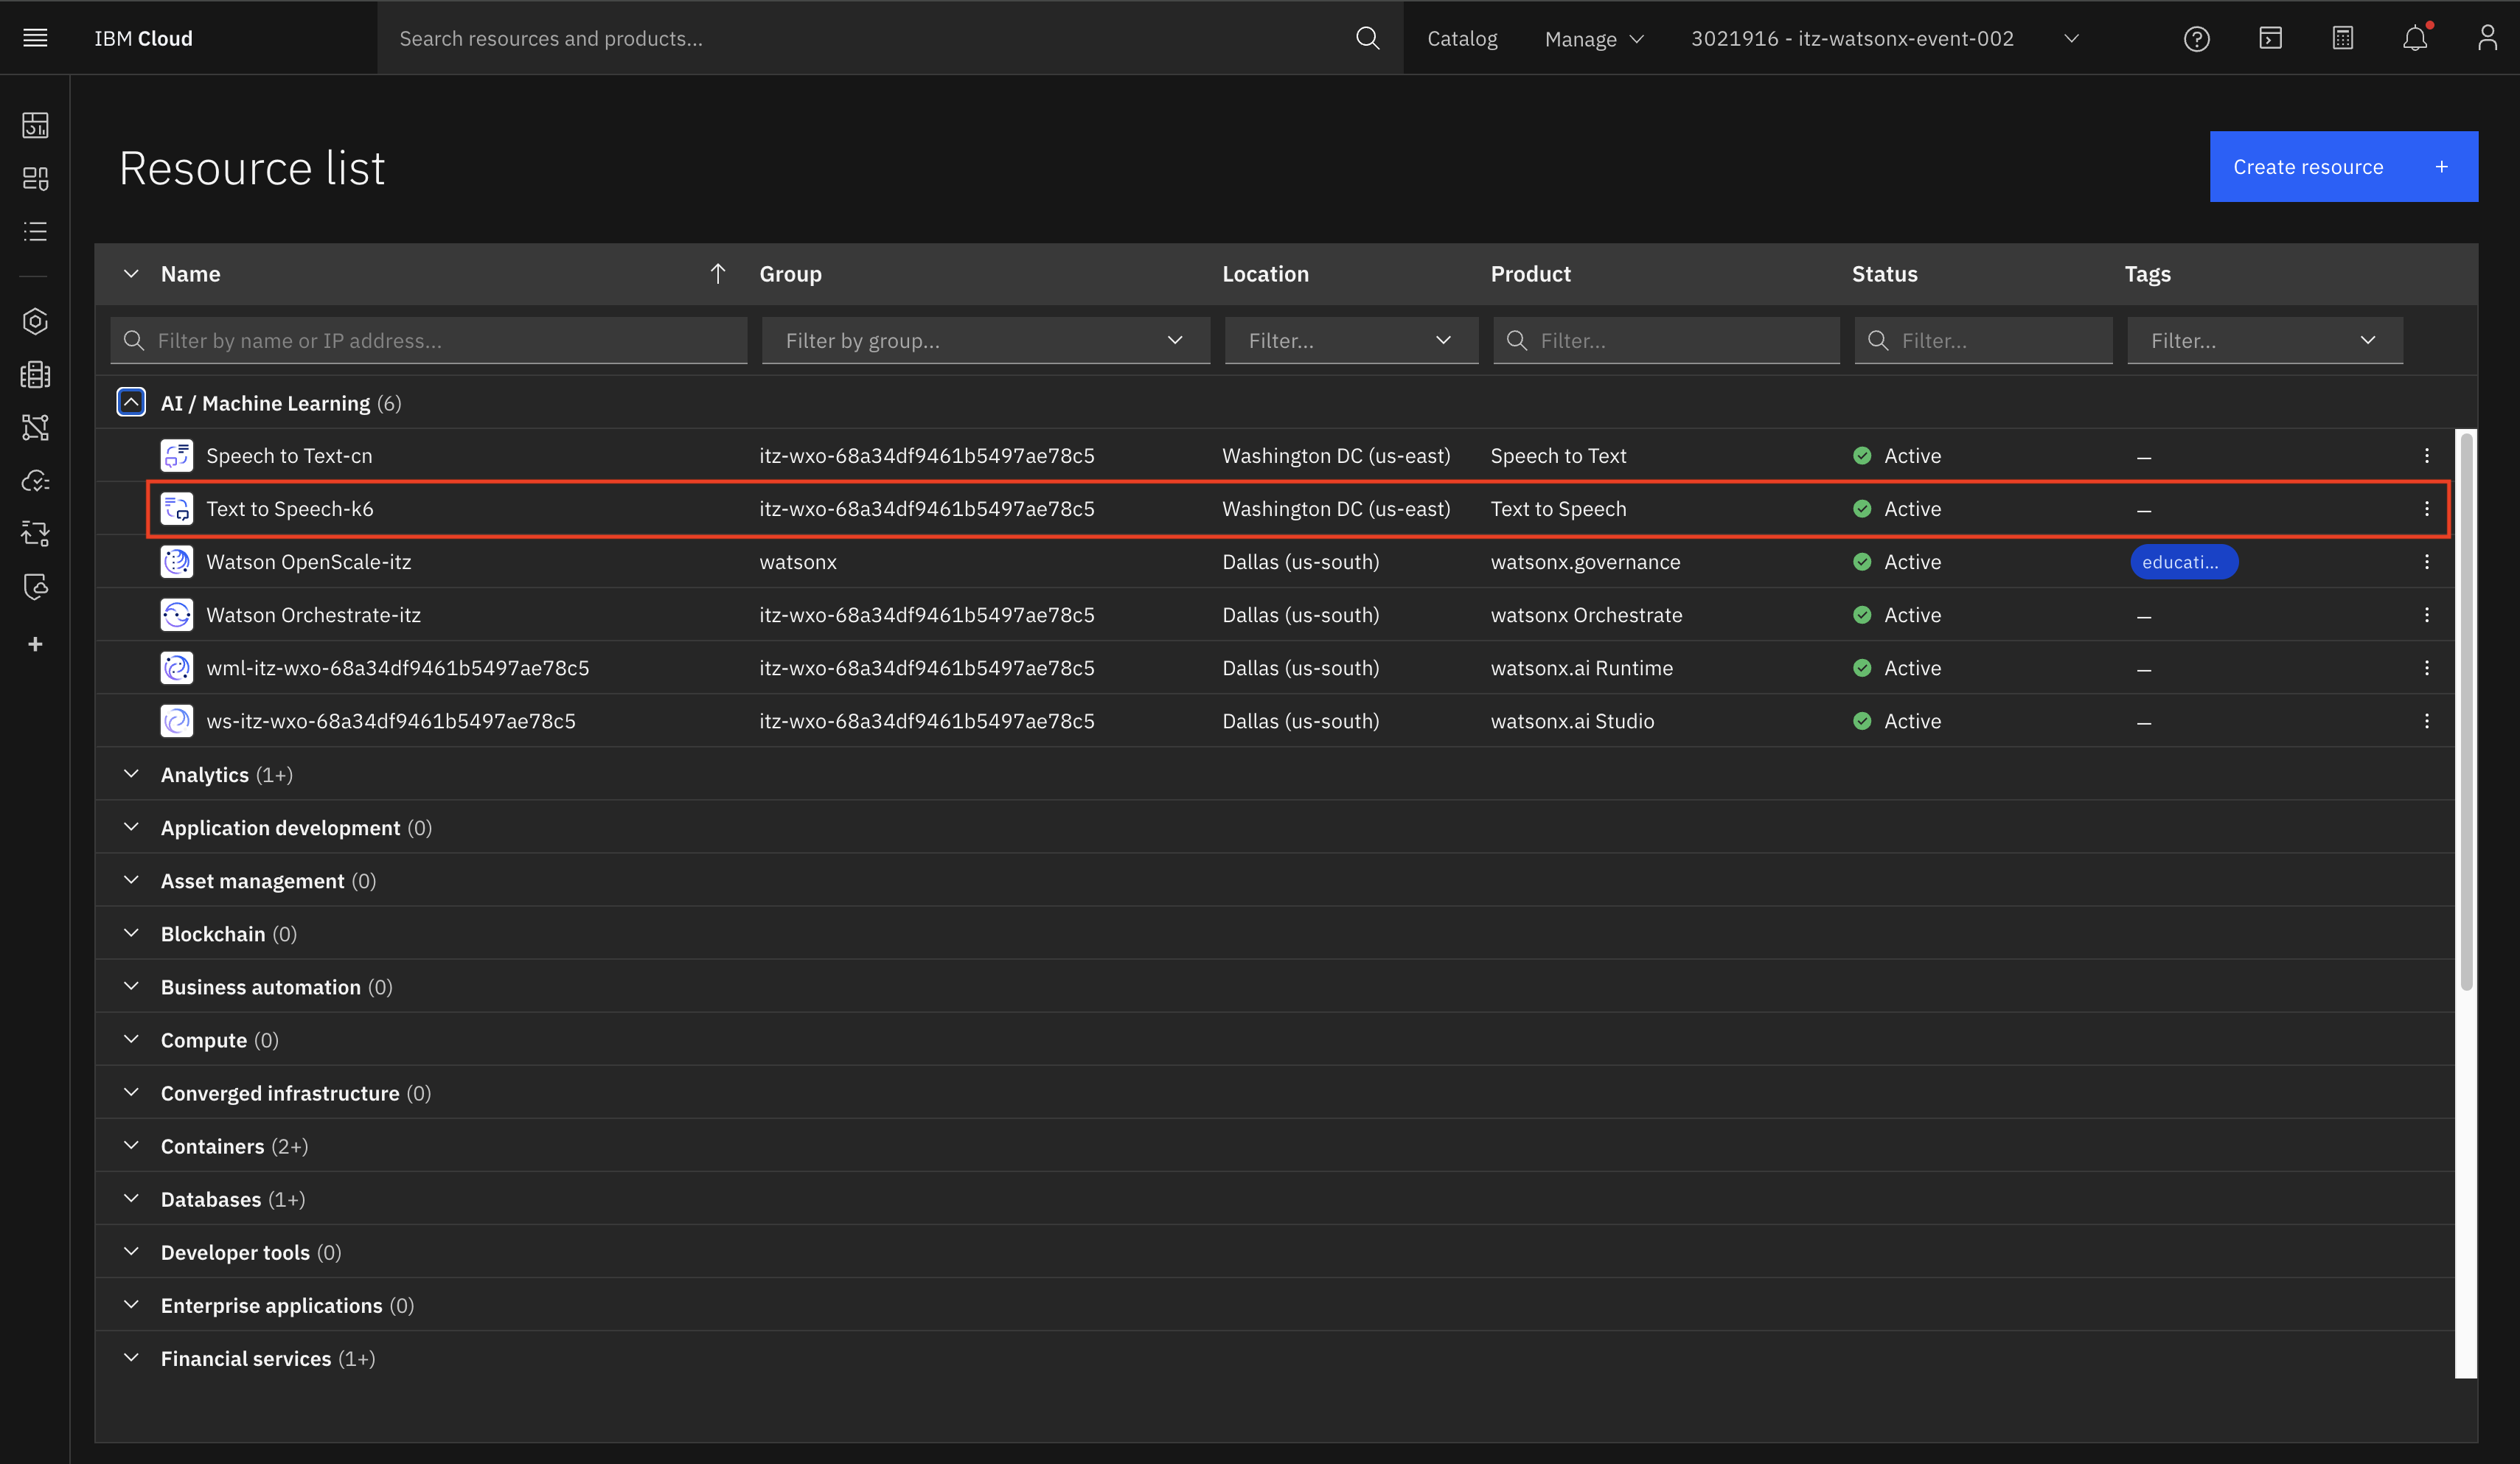 IBM Cloud
Search resources and products...
Catalog
Manage
3021916 - itz-watsonx-event-002
Resource list
Create resource +
Name Group Location Product Status Tags
Filter by name or IP address... Filter by group... Filter... Filter... Filter... Filter...
AI / Machine Learning (6)
Speech to Text-cn itz-wxo-68a34df9461b5497ae78c5 Washington DC (us-east) Speech to Text Active –
Text to Speech-k6 itz-wxo-68a34df9461b5497ae78c5 Washington DC (us-east) Text to Speech Active –
Watson OpenScale-itz watsonx Dallas (us-south) watsonx.governance Active educati...
Watson Orchestrate-itz itz-wxo-68a34df9461b5497ae78c5 Dallas (us-south) watsonx Orchestrate Active –
wml-itz-wxo-68a34df9461b5497ae78c5 itz-wxo-68a34df9461b5497ae78c5 Dallas (us-south) watsonx.ai Runtime Active –
ws-itz-wxo-68a34df9461b5497ae78c5 itz-wxo-68a34df9461b5497ae78c5 Dallas (us-south) watsonx.ai Studio Active –
Analytics (1+)
Application development (0)
Asset management (0)
Blockchain (0)
Business automation (0)
Compute (0)
Converged infrastructure (0)
Containers (2+)
Databases (1+)
Developer tools (0)
Enterprise applications (0)
Financial services (1+)